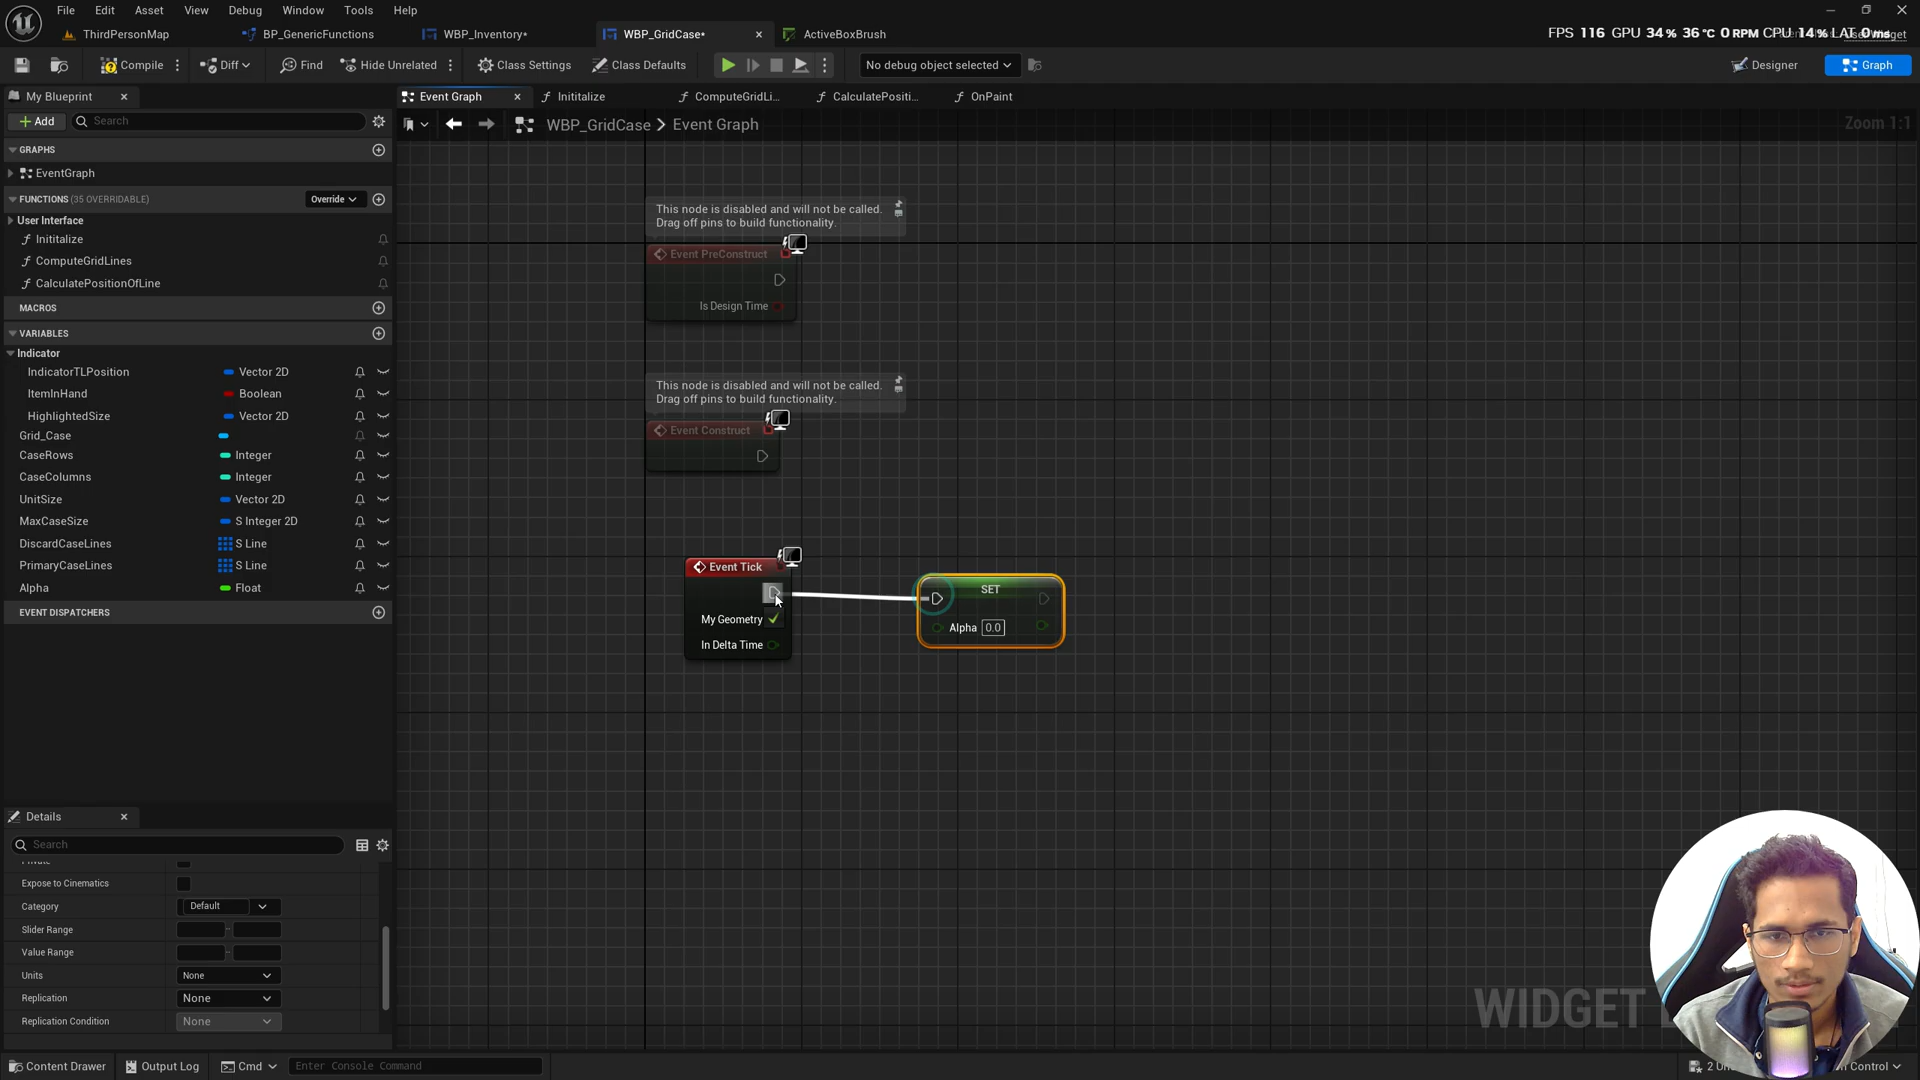 File Edit Asset View Debug Window Tools Help
ThirdPersonMap BP_GenericFunctions WBP_Inventory* WBP_GridCase* ActiveBoxBrush
FPS 116 GPU 34% 36°C 0 RPM CPU 14% LAT 0 ms
Compile Diff Find Hide Unrelated Class Settings Class Defaults No debug object selected Designer Graph
My Blueprint Event Graph Inititalize ComputeGridLi... CalculatePositi... OnPaint
Add Search WBP_GridCase > Event Graph Zoom 1:1
GRAPHS
EventGraph
FUNCTIONS (35 OVERRIDABLE) Override
User Interface
Inititalize
ComputeGridLines
CalculatePositionOfLine
MACROS
VARIABLES
Indicator
IndicatorTLPosition Vector 2D
ItemInHand Boolean
HighlightedSize Vector 2D
Grid_Case
CaseRows Integer
CaseColumns Integer
UnitSize Vector 2D
MaxCaseSize S Integer 2D
DiscardCaseLines S Line
PrimaryCaseLines S Line
Alpha Float
EVENT DISPATCHERS
This node is disabled and will not be called.
Drag off pins to build functionality.
Event PreConstruct
Is Design Time
This node is disabled and will not be called.
Drag off pins to build functionality.
Event Construct
Event Tick
My Geometry
In Delta Time
SET
Alpha 0.0
Details
Search
Expose to Cinematics
Category Default
Slider Range
Value Range
Units None
Replication None
Replication Condition None
WIDGET
Content Drawer Output Log Cmd Enter Console Command Control